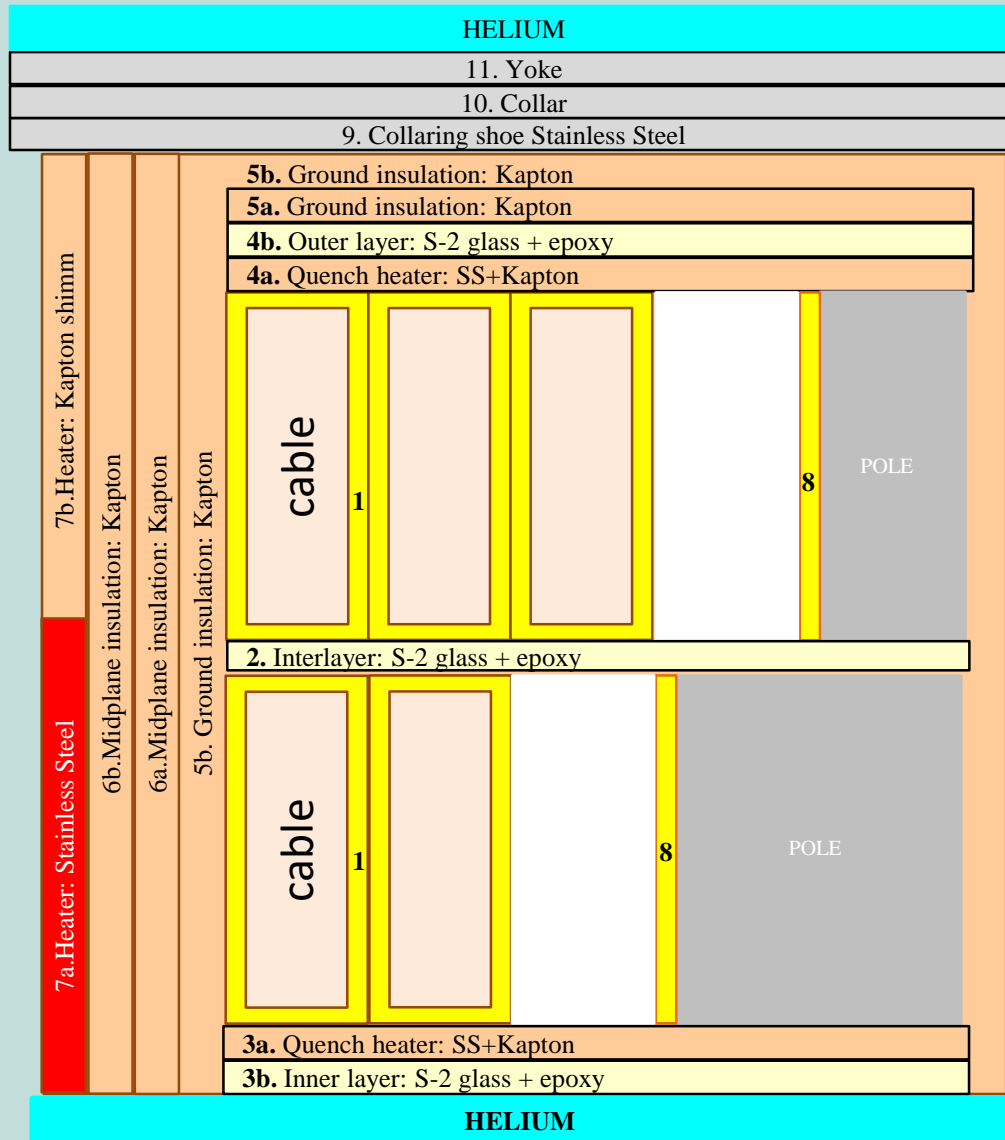 HELIUM
11. Yoke
10. Collar
9. Collaring shoe Stainless Steel
5b. Ground insulation: Kapton
5a. Ground insulation: Kapton
4b. Outer layer: S-2 glass + epoxy
4a. Quench heater: SS+Kapton
7b.Heater: Kapton shimm
6b.Midplane insulation: Kapton
6a.Midplane insulation: Kapton
5b. Ground insulation: Kapton
cable
1
8
POLE
2. Interlayer: S-2 glass + epoxy
7a.Heater: Stainless Steel
cable
1
8
POLE
3a. Quench heater: SS+Kapton
3b. Inner layer: S-2 glass + epoxy
HELIUM